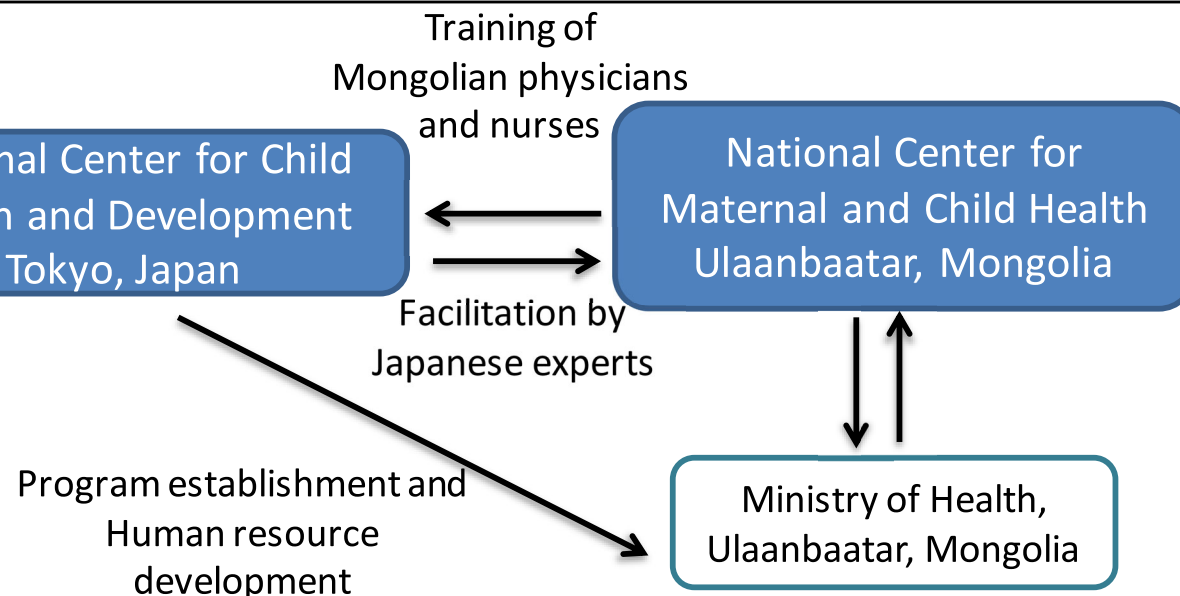 Training of
Mongolian physicians
and nurses
nal Center for Child
n and Development
Tokyo, Japan
National Center for
Maternal and Child Health
Ulaanbaatar, Mongolia
Facilitation by
Japanese experts
Program establishment and
Human resource
development
Ministry of Health,
Ulaanbaatar, Mongolia